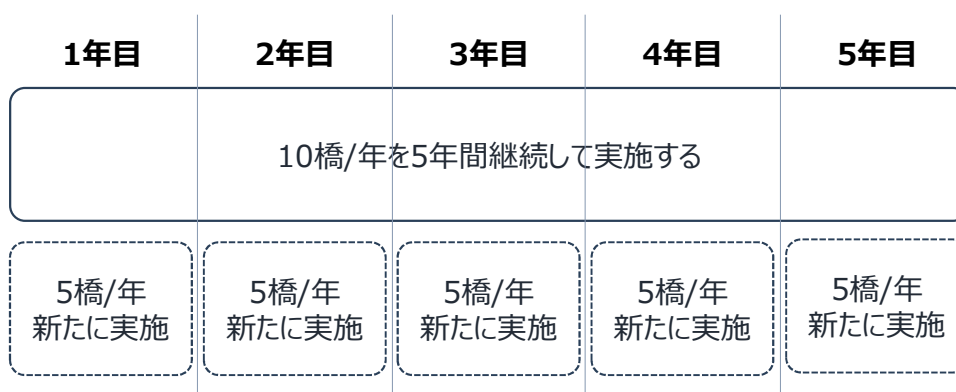 1年目 2年目 3年目 4年目 5年目
10橋/年を5年間継続して実施する
5橋/年 5橋/年 5橋/年 5橋/年 5橋/年
新たに実施 新たに実施 新たに実施 新たに実施 新たに実施